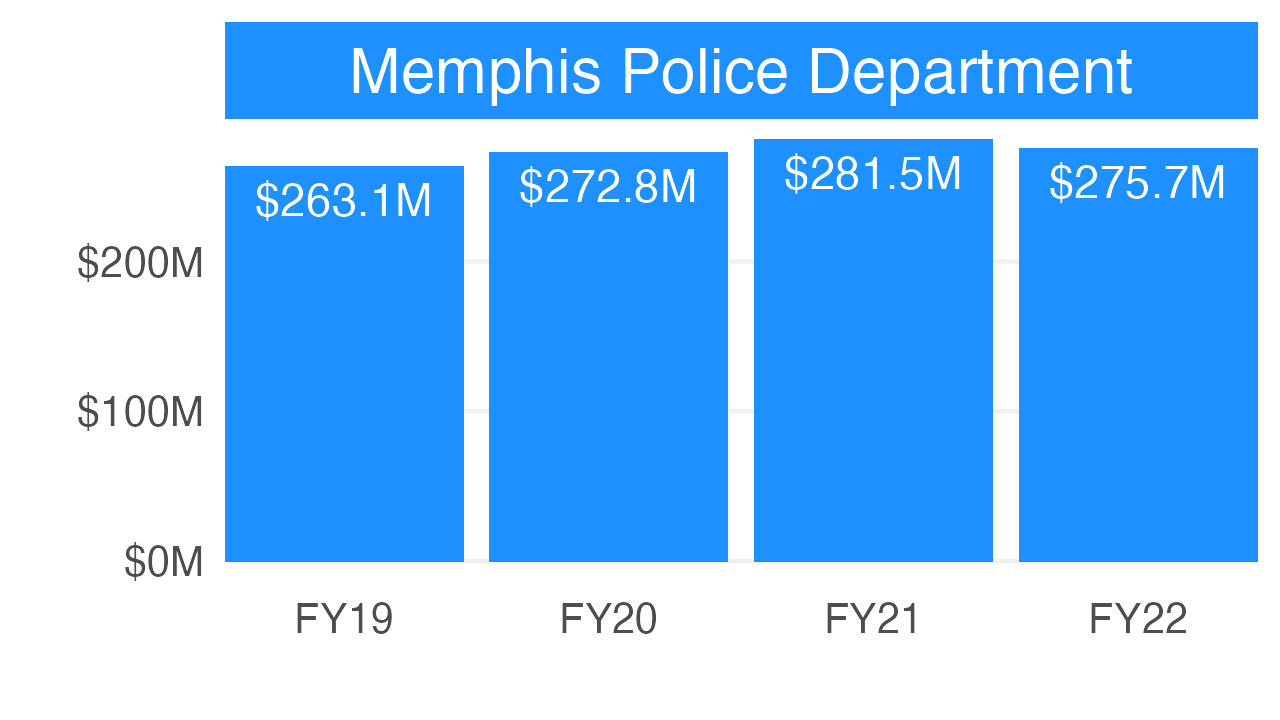 Memphis Police Department
$263.1M
$272.8M
$281.5M
$275.7M
$200M
$100M
$0M
FY19
FY20
FY21
FY22